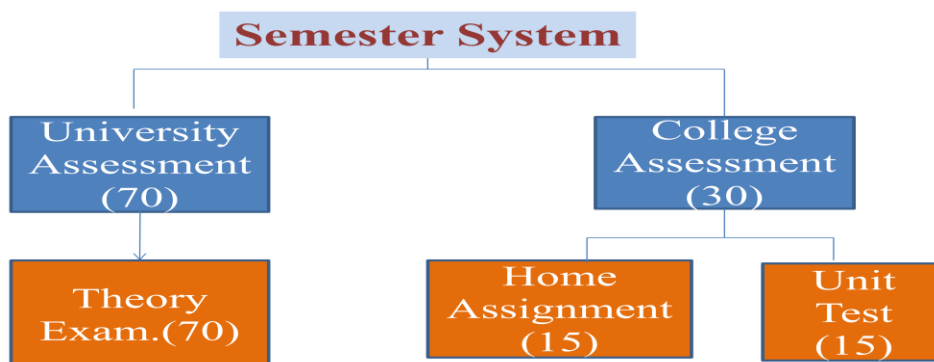 Semester System
University
Assessment
(70)
College
Assessment
(30)
Theory
Exam.(70)
Home
Assignment
(15)
Unit
Test
(15)